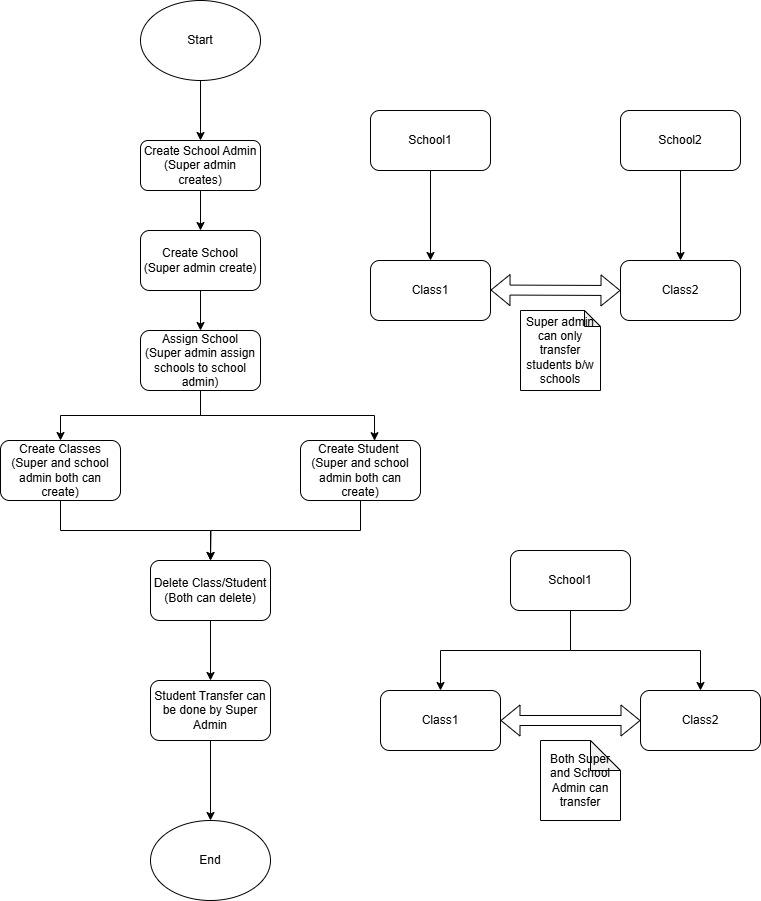 Start
Create School Admin
(Super admin
creates)
Create School
(Super admin create)
Assign School
(Super admin assign
schools to school
admin)
Create Classes
(Super and school
admin both can
create)
Create Student
(Super and school
admin both can
create)
Delete Class/Student
(Both can delete)
Student Transfer can
be done by Super
Admin
End
School1
School2
Class1
Class2
Super admin
can only
transfer
students b/w
schools
School1
Class1
Class2
Both Super
and School
Admin can
transfer